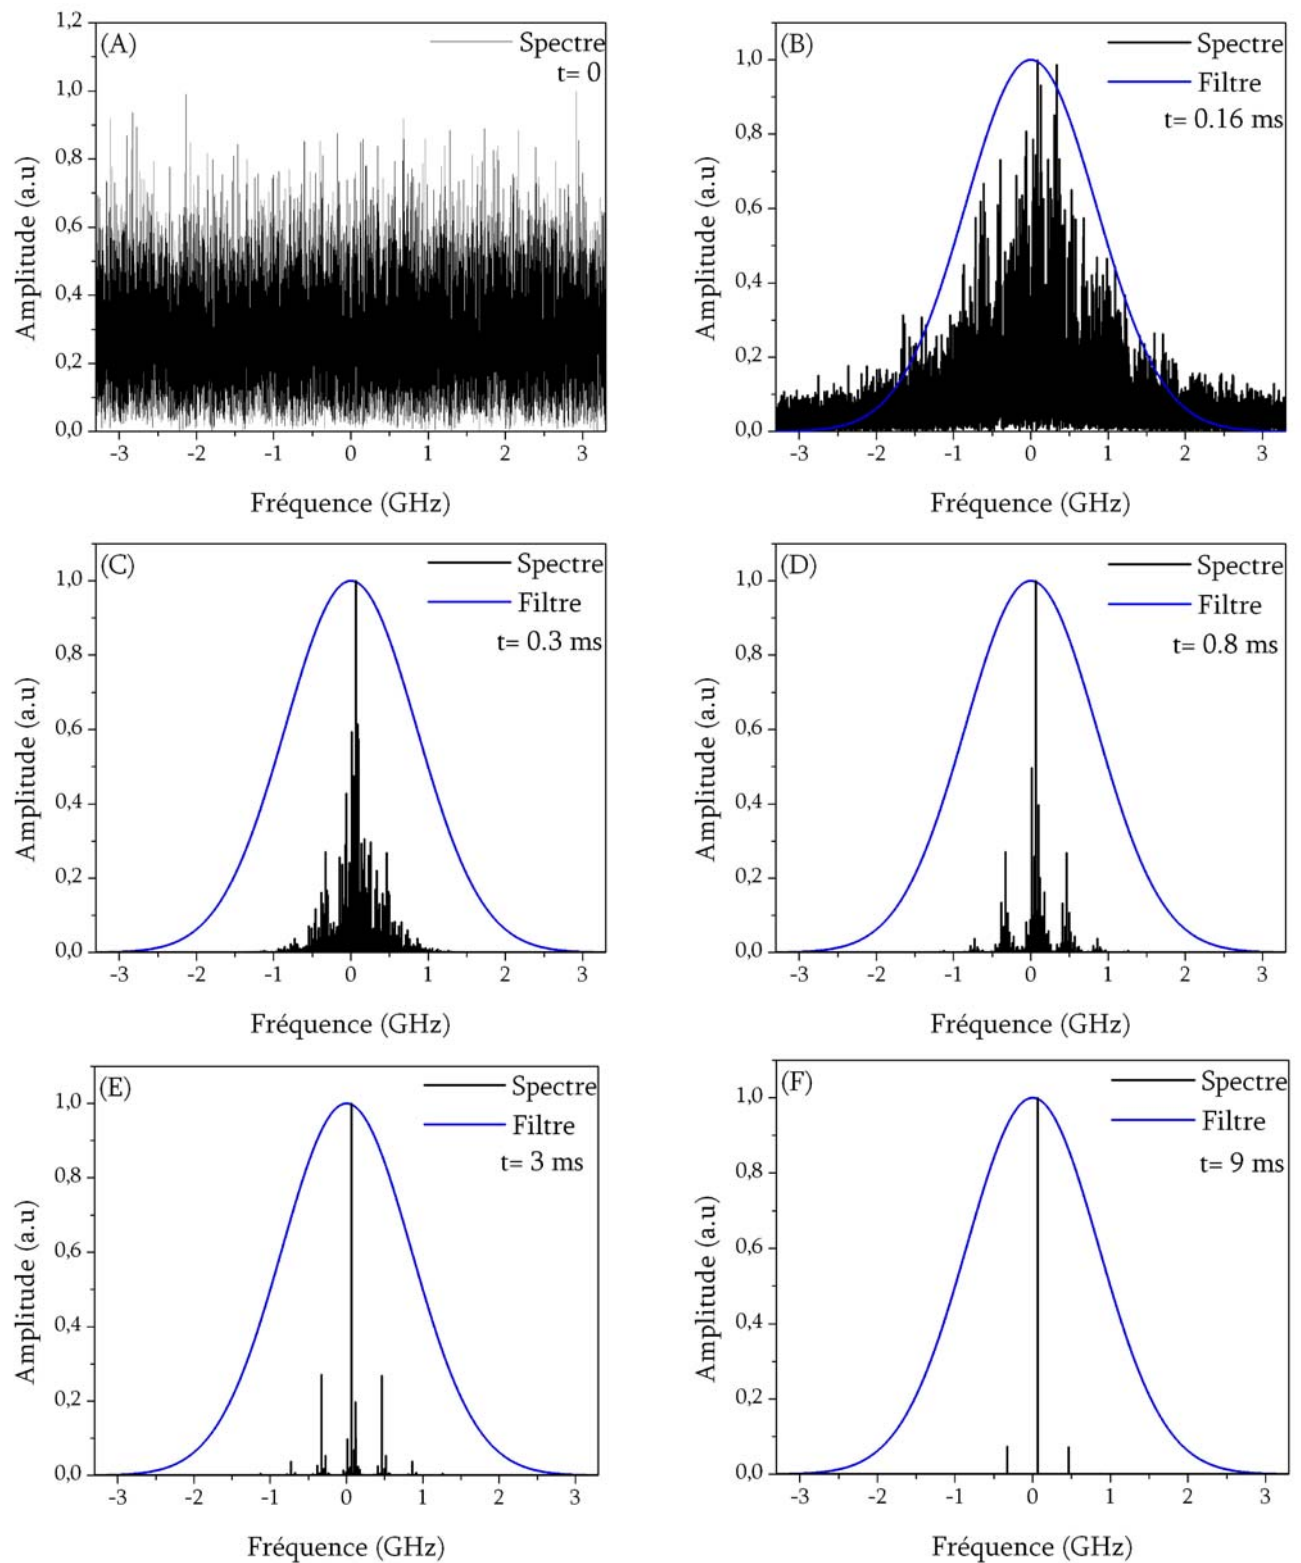 (A)
Spectre
t= 0
1,2
1,0
0,8
0,6
0,4
0,2
0,0
Amplitude (a.u)
-3 -2 -1 0 1 2 3
Fréquence (GHz)
(B)
Spectre
Filtre
t= 0.16 ms
1,0
0,8
0,6
0,4
0,2
0,0
Amplitude (a.u)
-3 -2 -1 0 1 2 3
Fréquence (GHz)
(C)
Spectre
Filtre
t= 0.3 ms
1,0
0,8
0,6
0,4
0,2
0,0
Amplitude (a.u)
-3 -2 -1 0 1 2 3
Fréquence (GHz)
(D)
Spectre
Filtre
t= 0.8 ms
1,0
0,8
0,6
0,4
0,2
0,0
Amplitude (a.u)
-3 -2 -1 0 1 2 3
Fréquence (GHz)
(E)
Spectre
Filtre
t= 3 ms
1,0
0,8
0,6
0,4
0,2
0,0
Amplitude (a.u)
-3 -2 -1 0 1 2 3
Fréquence (GHz)
(F)
Spectre
Filtre
t= 9 ms
1,0
0,8
0,6
0,4
0,2
0,0
Amplitude (a.u)
-3 -2 -1 0 1 2 3
Fréquence (GHz)